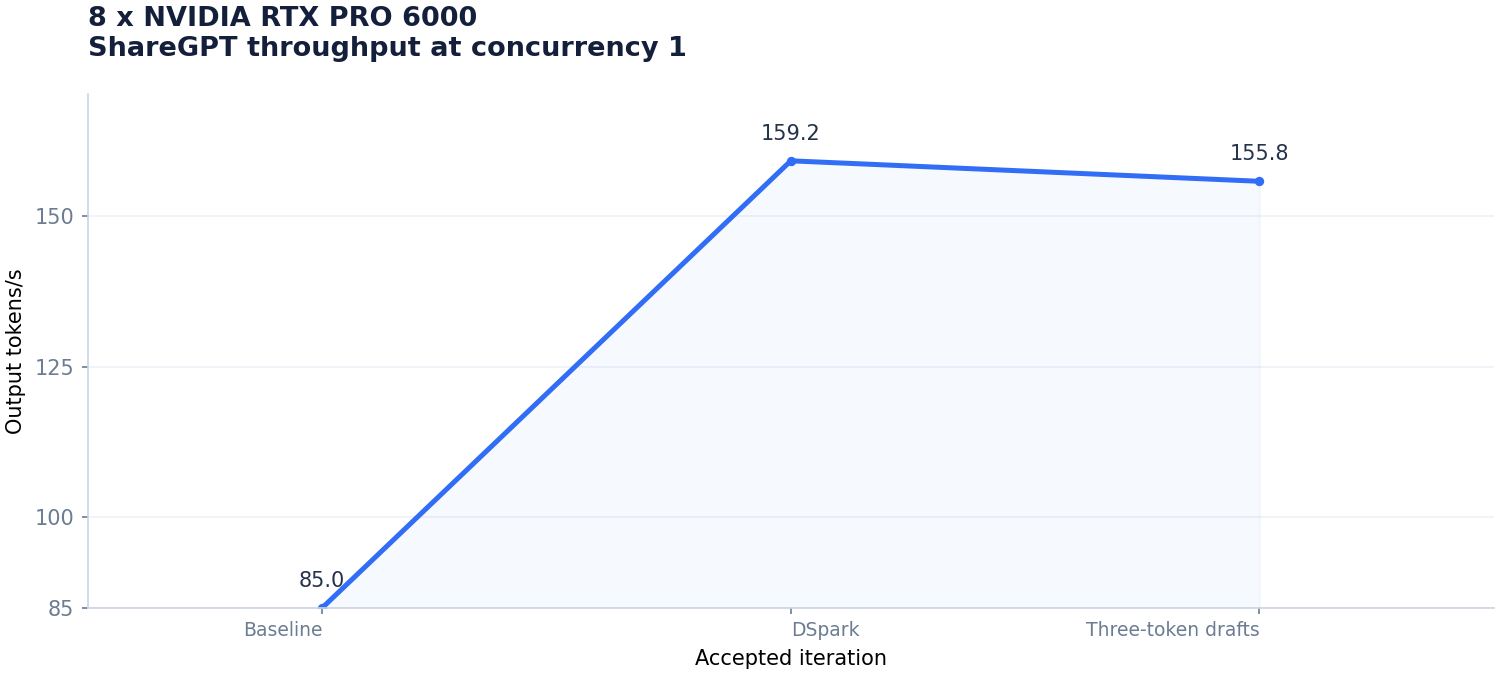 8 x NVIDIA RTX PRO 6000
ShareGPT throughput at concurrency 1
159.2
155.8
150
125
100
85.0
85
Output tokens/s
Baseline
DSpark
Three-token drafts
Accepted iteration